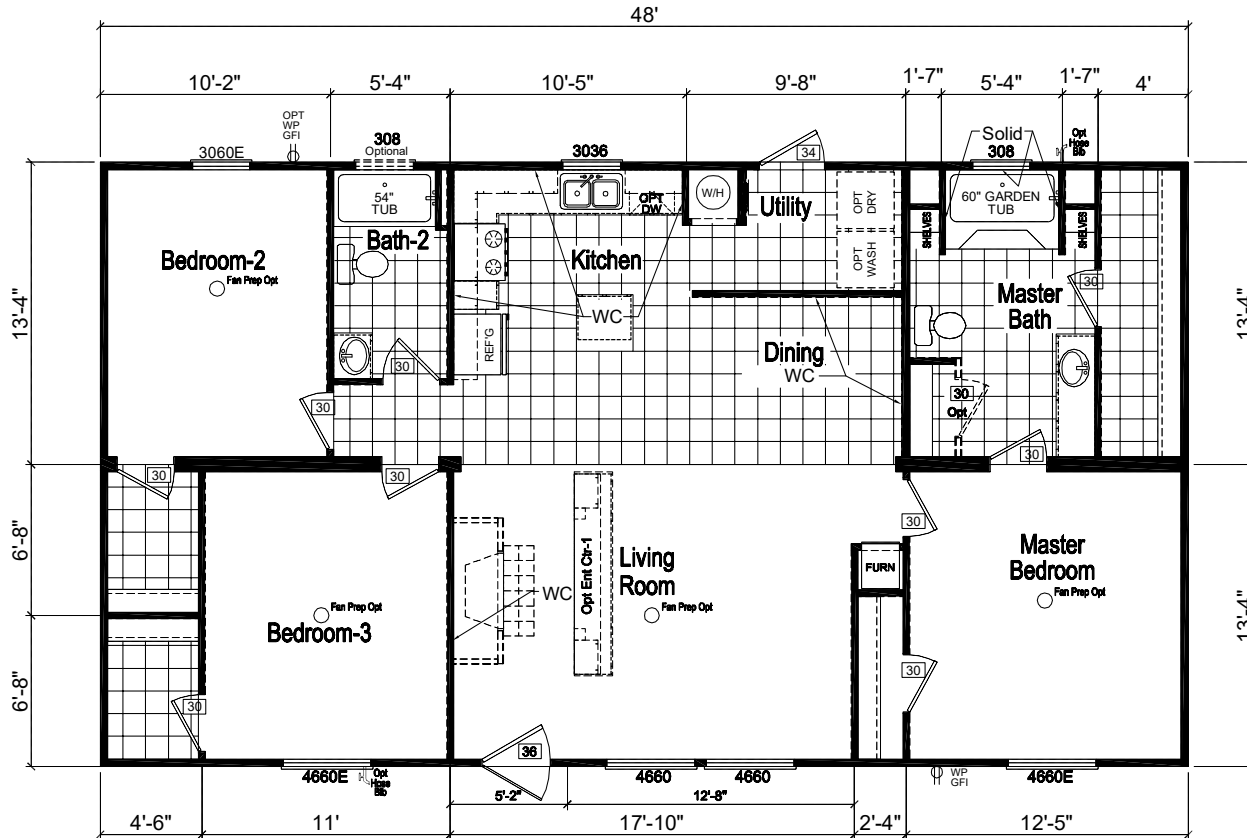 48'
10'-2"
5'-4"
10'-5"
9'-8"
1'-7"
5'-4"
1'-7"
4'
OPT
WP
GFI
3060E
308
Optional
3036
34
Solid
308
Opt
Hose
Bib
54"
TUB
OPT
DW
W/H
Utility
OPT
DRY
OPT
WASH
SHELVES
60" GARDEN
TUB
SHELVES
Bath-2
Bedroom-2
Fan Prep Opt
Kitchen
WC
REF'G
Dining
WC
Master
Bath
30
30
Opt
30
30
30
30
30
13'-4"
13'-4"
6'-8"
6'-8"
13'-4"
Bedroom-3
Fan Prep Opt
30
WC
Opt Ent Ctr-1
Living
Room
Fan Prep Opt
30
FURN
30
Master
Bedroom
Fan Prep Opt
4660E
Opt
Hose
Bib
36
4660
4660
WP
GFI
4660E
5'-2"
12'-8"
4'-6"
11'
17'-10"
2'-4"
12'-5"